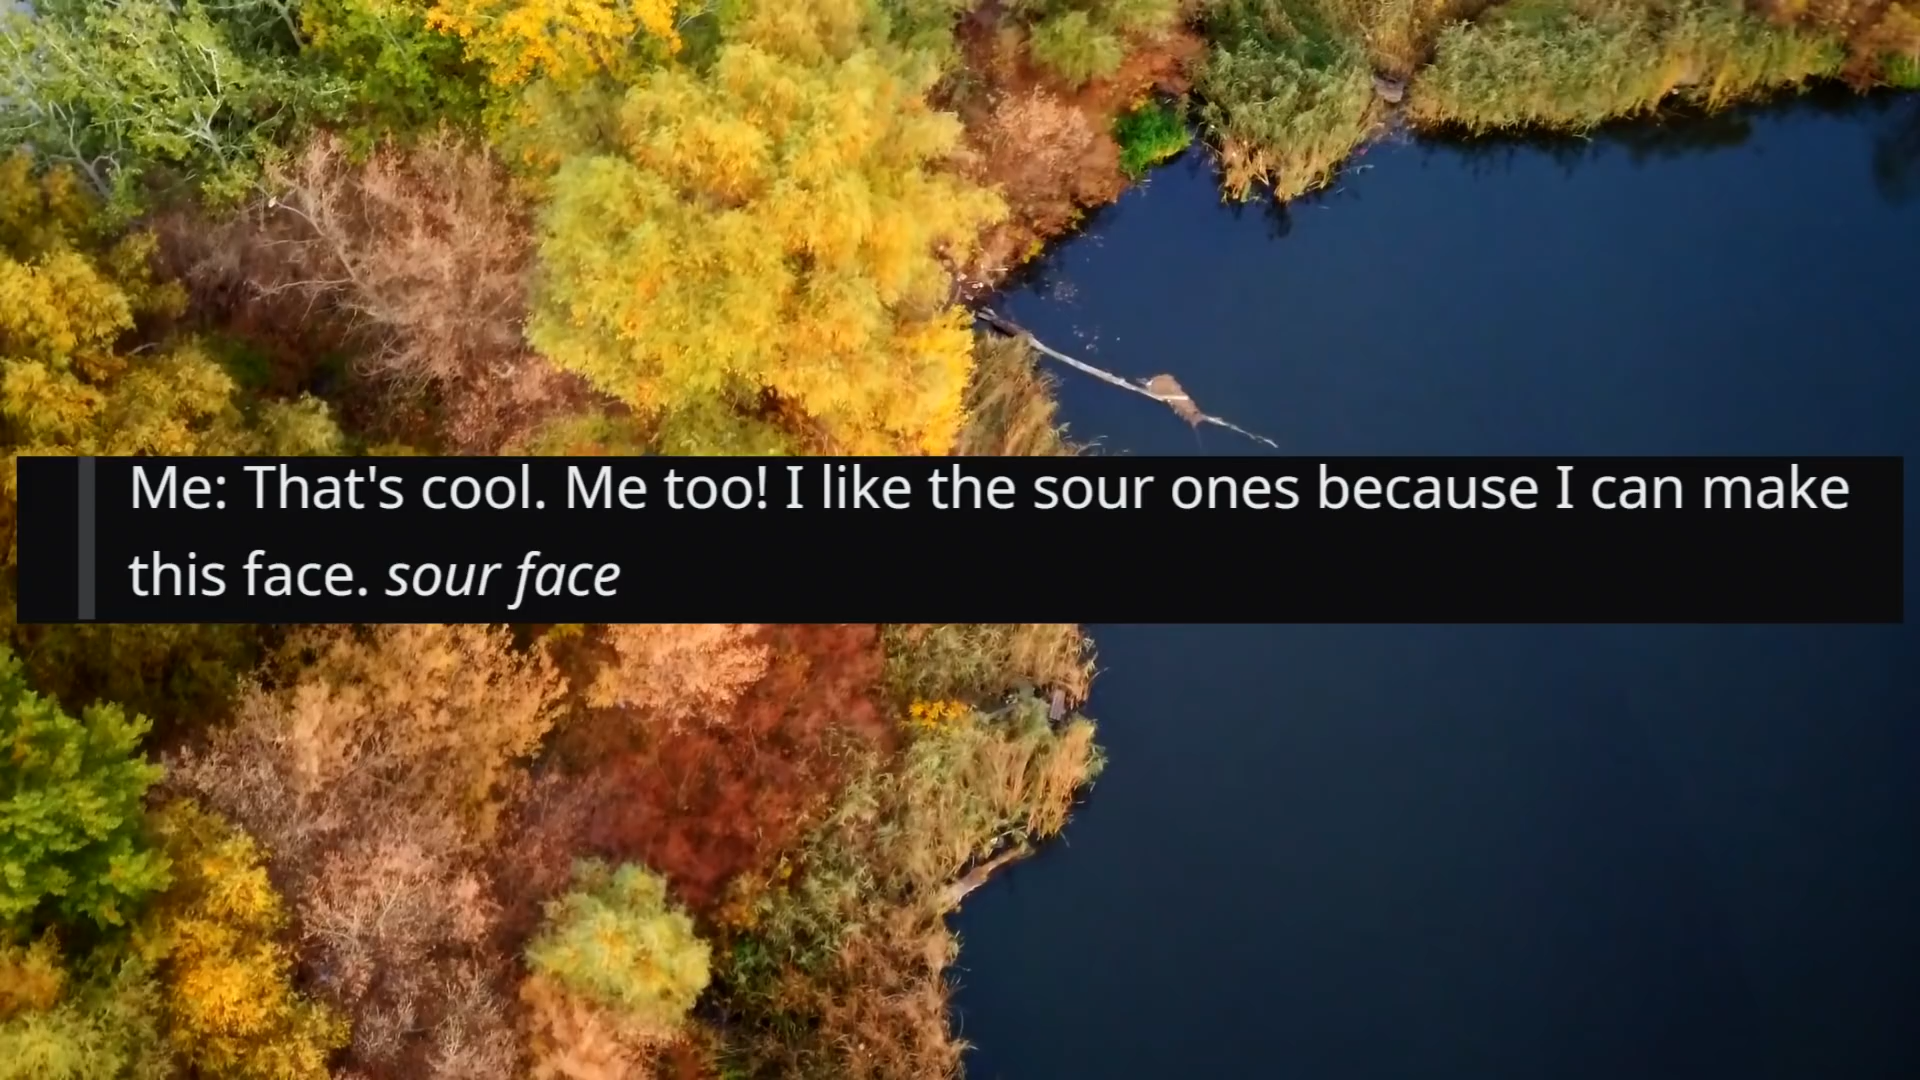 Me: That's cool. Me too! I like the sour ones because I can make
this face. sour face